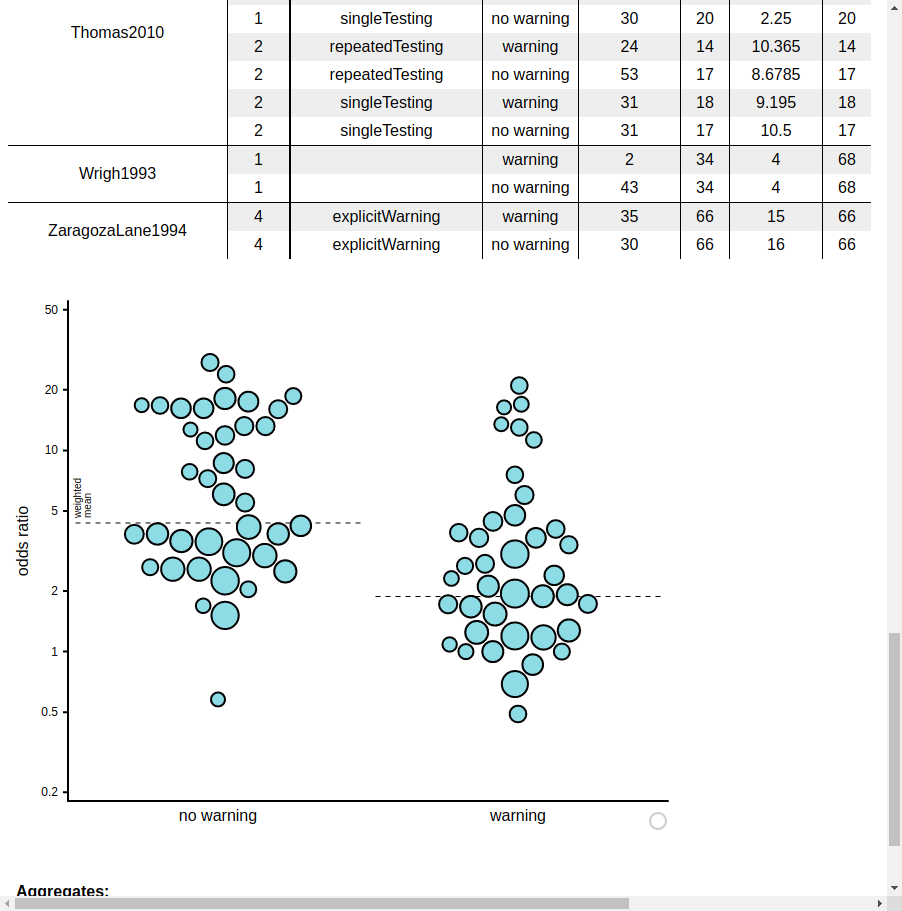 Thomas2010
1 singleTesting no warning 30 20 2.25 20
2 repeatedTesting warning 24 14 10.365 14
2 repeatedTesting no warning 53 17 8.6785 17
2 singleTesting warning 31 18 9.195 18
2 singleTesting no warning 31 17 10.5 17
Wrigh1993
1 warning 2 34 4 68
1 no warning 43 34 4 68
ZaragozaLane1994
4 explicitWarning warning 35 66 15 66
4 explicitWarning no warning 30 66 16 66
50
20
10
5
2
1
0.5
0.2
odds ratio
weighted
mean
no warning
warning
Aggregates: